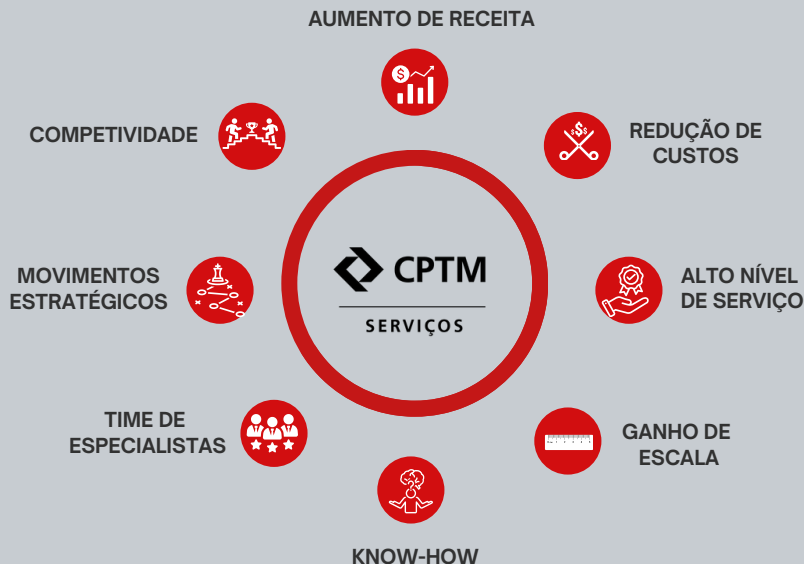 AUMENTO DE RECEITA
COMPETIVIDADE
REDUÇÃO DE
CUSTOS
MOVIMENTOS
ESTRATÉGICOS
CPTM
SERVIÇOS
ALTO NÍVEL
DE SERVIÇO
TIME DE
ESPECIALISTAS
GANHO DE
ESCALA
KNOW-HOW